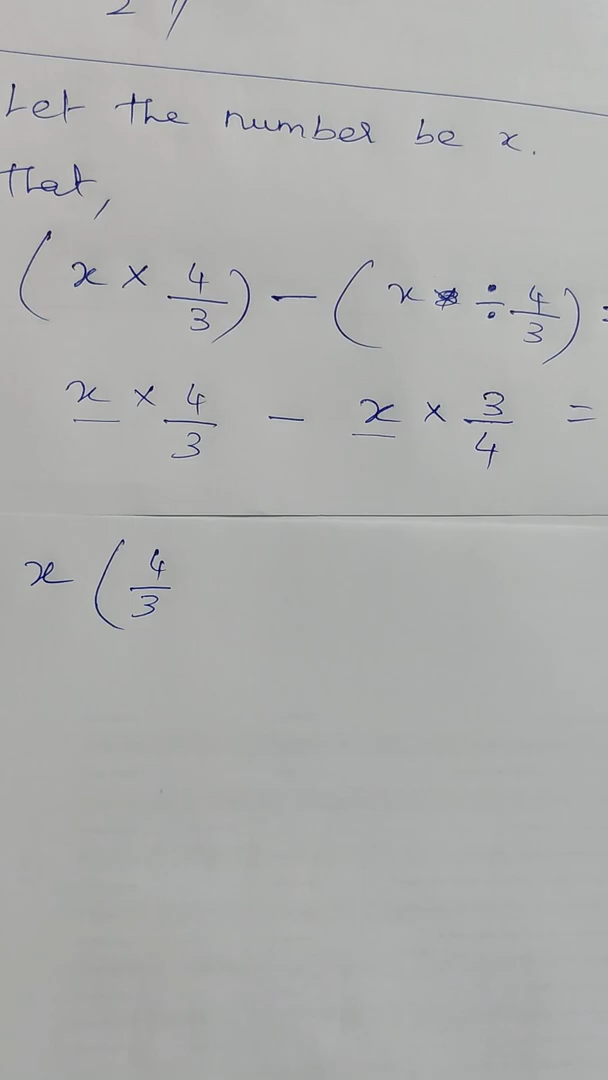 Let the number be x.
that,
(x × 4/3) - (x ÷ 4/3) =
x × 4/3 - x × 3/4 =
x (4/3